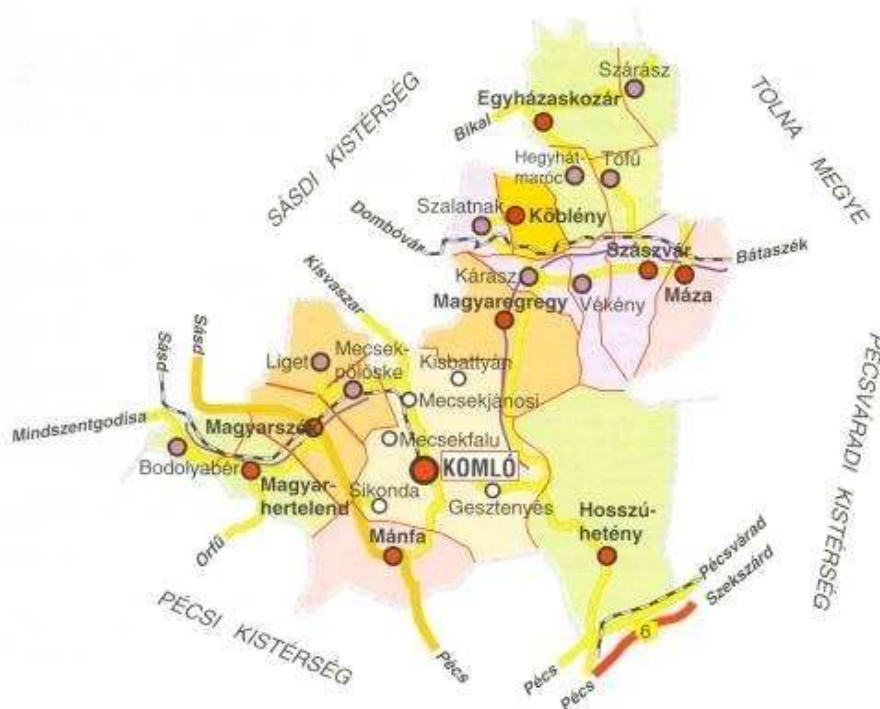 SÁSDI KISTÉRSÉG
TOLNA MEGYE
PÉCSVÁRADI KISTÉRSÉG
PÉCSI KISTÉRSÉG
Szárász
Egyházaskozár
Bikal
Hegyhát-
maróc
Tófű
Szalatnak
Köblény
Dombóvár
Szászvár
Bátaszék
Kárász
Máza
Vékény
Magyaregregy
Kisvaszar
Sásd
Sásd
Liget
Mecsek-
pölöske
Kisbattyán
Mecsekjánosi
Mindszentgodisa
Magyarszék
Mecsekfalu
Bodolyabér
KOMLÓ
Magyar-
hertelend
Sikonda
Gesztenyés
Hosszú-
hetény
Orfű
Mánfa
Pécsvárad
Szekszárd
6
Pécs
Pécs
Pécs